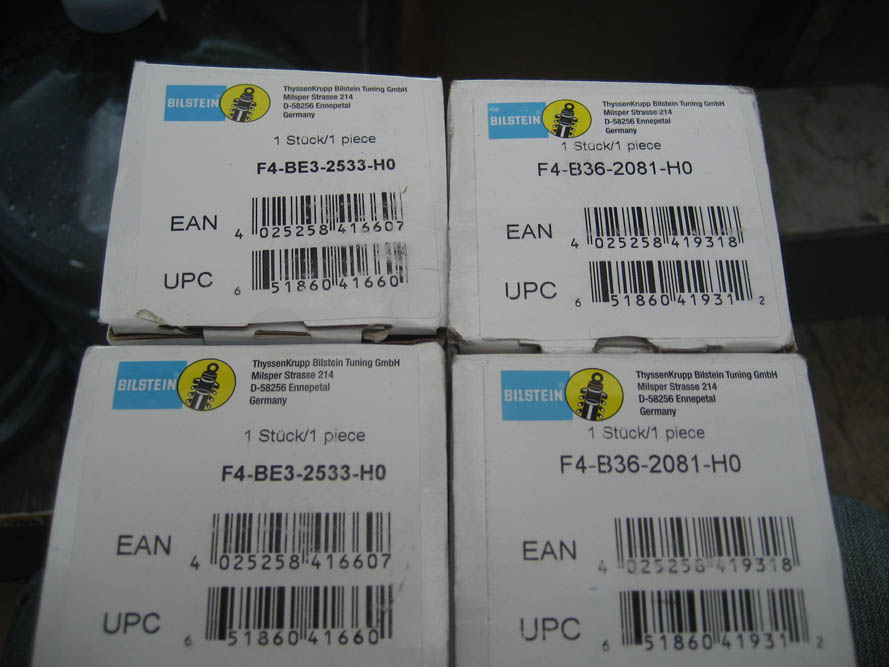 BILSTEIN
ThyssenKrupp Bilstein Tuning GmbH
Milsper Strasse 214
D-58256 Ennepetal
Germany
1 Stück/1 piece
F4-BE3-2533-H0
EAN
4 025258 416607
UPC
6 51860 41660
BILSTEIN
ThyssenKrupp Bilstein Tuning GmbH
Milsper Strasse 214
D-58256 Ennepetal
Germany
1 Stück/1 piece
F4-B36-2081-H0
EAN
4 025258 419318
UPC
6 51860 41931 2
BILSTEIN
ThyssenKrupp Bilstein Tuning GmbH
Milsper Strasse 214
D-58256 Ennepetal
Germany
1 Stück/1 piece
F4-BE3-2533-H0
EAN
4 025258 416607
UPC
6 51860 41660
BILSTEIN
ThyssenKrupp Bilstein Tuning GmbH
Milsper Strasse 214
D-58256 Ennepetal
Germany
1 Stück/1 piece
F4-B36-2081-H0
EAN
4 025258 419318
UPC
6 51860 41931 2